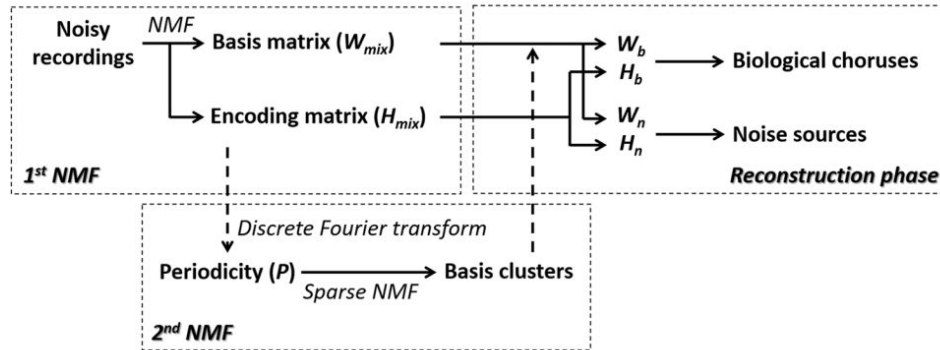 Noisy recordings
NMF
Basis matrix (W_mix)
Encoding matrix (H_mix)
1st NMF
W_b
H_b
Biological choruses
W_n
H_n
Noise sources
Reconstruction phase
Discrete Fourier transform
Periodicity (P)
Sparse NMF
Basis clusters
2nd NMF